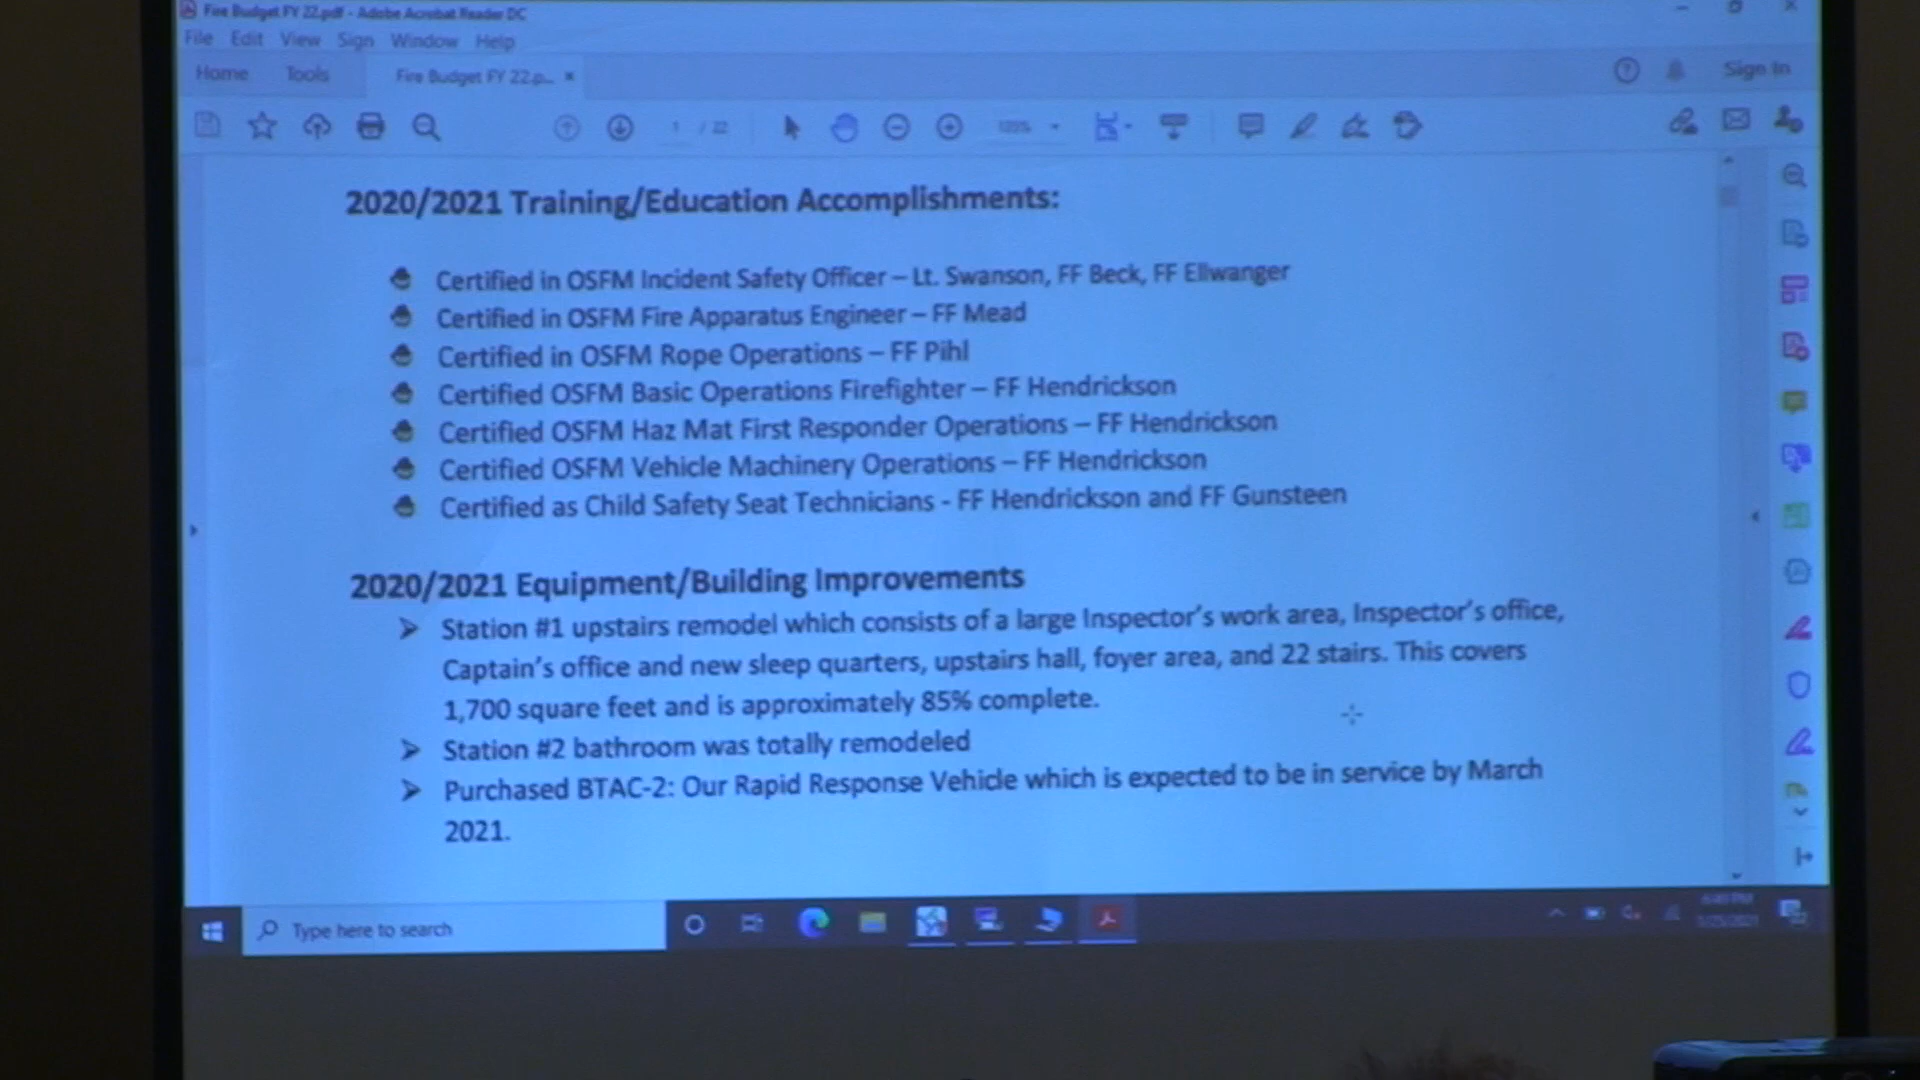 Fire Budget FY 22.pdf - Adobe Acrobat Reader DC
File Edit View Sign Window Help
Home Tools Fire Budget FY 22.p... × Sign In
1 / 22
2020/2021 Training/Education Accomplishments:
Certified in OSFM Incident Safety Officer – Lt. Swanson, FF Beck, FF Ellwanger
Certified in OSFM Fire Apparatus Engineer – FF Mead
Certified in OSFM Rope Operations – FF Pihl
Certified OSFM Basic Operations Firefighter – FF Hendrickson
Certified OSFM Haz Mat First Responder Operations – FF Hendrickson
Certified OSFM Vehicle Machinery Operations – FF Hendrickson
Certified as Child Safety Seat Technicians - FF Hendrickson and FF Gunsteen
2020/2021 Equipment/Building Improvements
Station #1 upstairs remodel which consists of a large Inspector's work area, Inspector's office,
Captain's office and new sleep quarters, upstairs hall, foyer area, and 22 stairs. This covers
1,700 square feet and is approximately 85% complete.
Station #2 bathroom was totally remodeled
Purchased BTAC-2: Our Rapid Response Vehicle which is expected to be in service by March
2021.
Type here to search